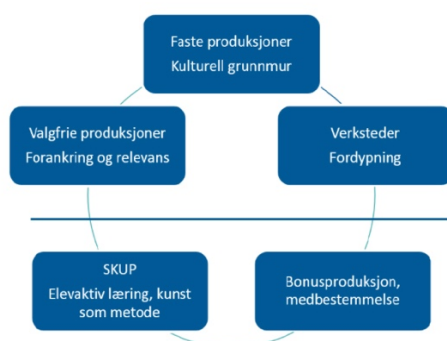 Faste produksjoner
Kulturell grunnmur
Valgfrie produksjoner
Forankring og relevans
Verksteder
Fordypning
SKUP
Elevaktiv læring, kunst
som metode
Bonusproduksjon,
medbestemmelse